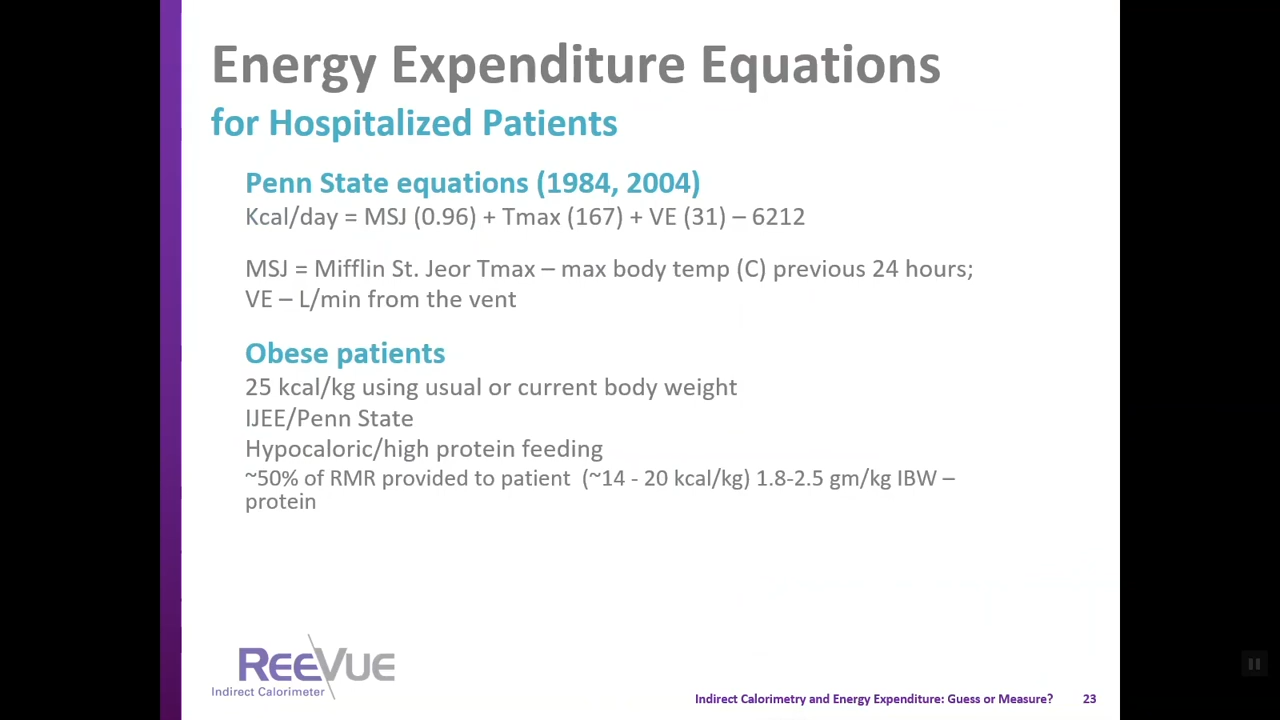 Energy Expenditure Equations
for Hospitalized Patients
Penn State equations (1984, 2004)
Kcal/day = MSJ (0.96) + Tmax (167) + VE (31) – 6212
MSJ = Mifflin St. Jeor Tmax – max body temp (C) previous 24 hours;
VE – L/min from the vent
Obese patients
25 kcal/kg using usual or current body weight
IJEE/Penn State
Hypocaloric/high protein feeding
~50% of RMR provided to patient (~14 - 20 kcal/kg) 1.8-2.5 gm/kg IBW –
protein
REEVUE
Indirect Calorimeter
Indirect Calorimetry and Energy Expenditure: Guess or Measure? 23